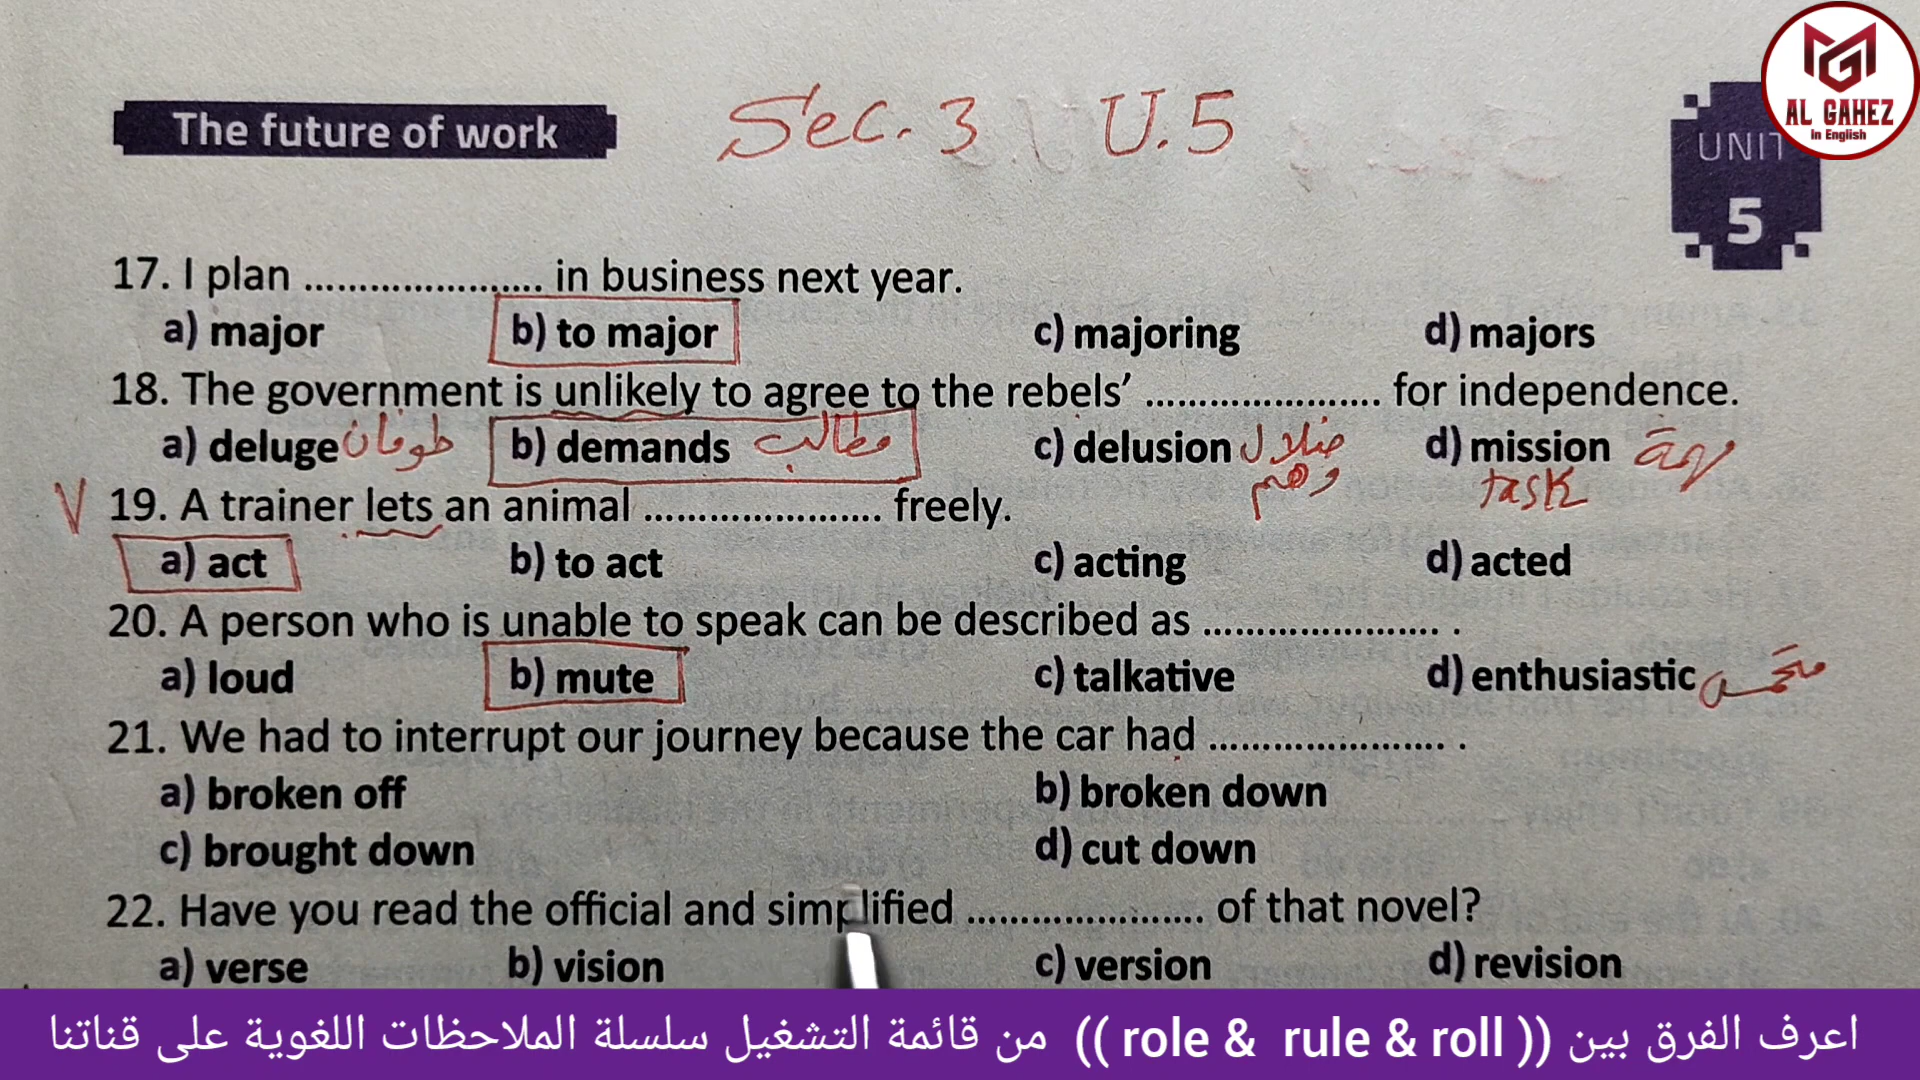 AL GAHEZ
in English
The future of work Sec. 3 U.5
UNIT
5
17. I plan ...................... in business next year.
a) major b) to major c) majoring d) majors
18. The government is unlikely to agree to the rebels' ...................... for independence.
a) deluge طوفان b) demands مطالب c) delusion ضلال d) mission مهمة
وهم task
19. A trainer lets an animal ...................... freely.
a) act b) to act c) acting d) acted
20. A person who is unable to speak can be described as ...................... .
a) loud b) mute c) talkative d) enthusiastic متحمس
21. We had to interrupt our journey because the car had ...................... .
a) broken off b) broken down
c) brought down d) cut down
22. Have you read the official and simplified ...................... of that novel?
a) verse b) vision c) version d) revision
اعرف الفرق بين (( role & rule & roll )) من قائمة التشغيل سلسلة الملاحظات اللغوية على قناتنا